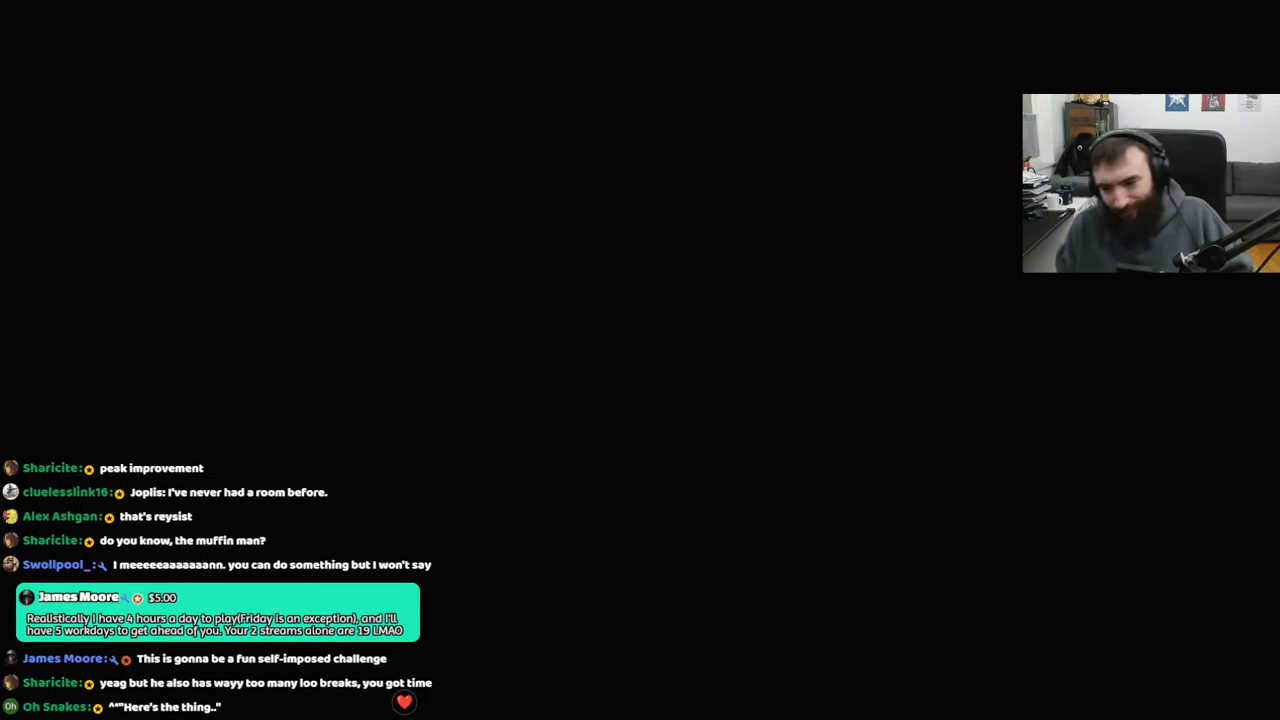 Sharicite: peak improvement
cluelesslink16: Joplis: I've never had a room before.
Alex Ashgan: that's reysist
Sharicite: do you know, the muffin man?
Swollpool_: I meeeeeaaaaaann. you can do something but I won't say
James Moore $5.00
Realistically I have 4 hours a day to play(Friday is an exception), and I'll
have 5 workdays to get ahead of you. Your 2 streams alone are 19 LMAO
James Moore: This is gonna be a fun self-imposed challenge
Sharicite: yeag but he also has wayy too many loo breaks, you got time
Oh Oh Snakes: ^*"Here's the thing.."